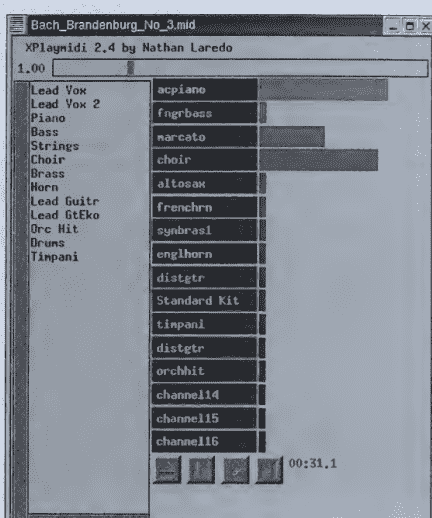 Bach_Brandenburg_No_3.mid
XPlaymidi 2.4 by Nathan Laredo
1.00
Lead Vox
Lead Vox 2
Piano
Bass
Strings
Choir
Brass
Horn
Lead Guitr
Lead GtEko
Orc Hit
Drums
Timpani
acpiano
fngrbass
marcato
choir
altosax
frenchrn
synbras1
englhorn
distgtr
Standard Kit
timpani
distgtr
orchhit
channel14
channel15
channel16
00:31.1